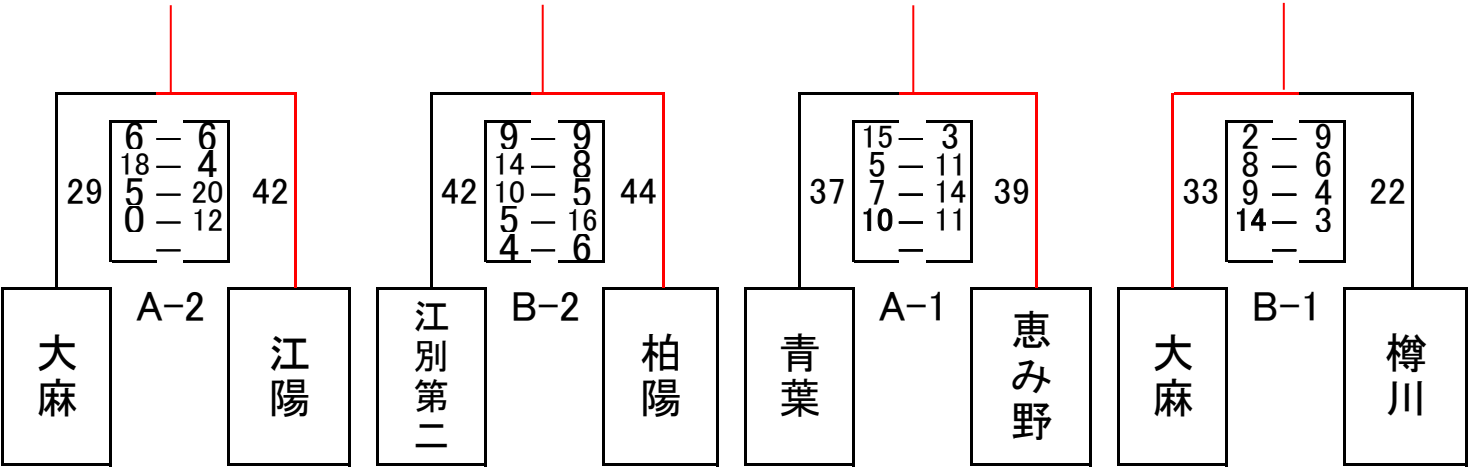 6 — 6
18 — 4
29 5 — 20 42
0 — 12
—
A-2
大麻
江陽
9 — 9
14 — 8
42 10 — 5 44
5 — 16
4 — 6
B-2
江別第二
柏陽
15 — 3
5 — 11
37 7 — 14 39
10 — 11
—
A-1
青葉
恵み野
2 — 9
8 — 6
33 9 — 4 22
14 — 3
—
B-1
大麻
樽川